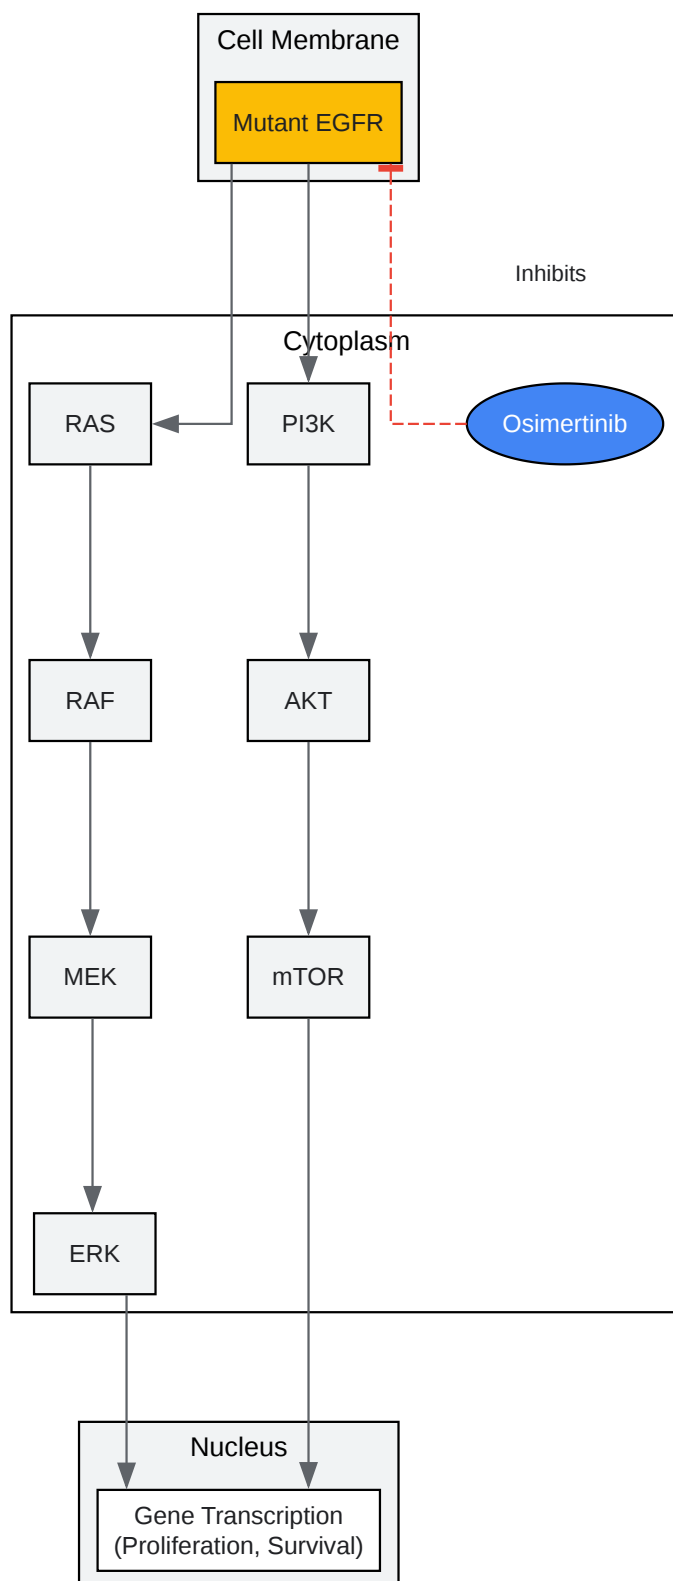 Cell Membrane
Mutant EGFR
Inhibits
Cytoplasm
RAS
PI3K
Osimertinib
RAF
AKT
MEK
mTOR
ERK
Nucleus
Gene Transcription
(Proliferation, Survival)